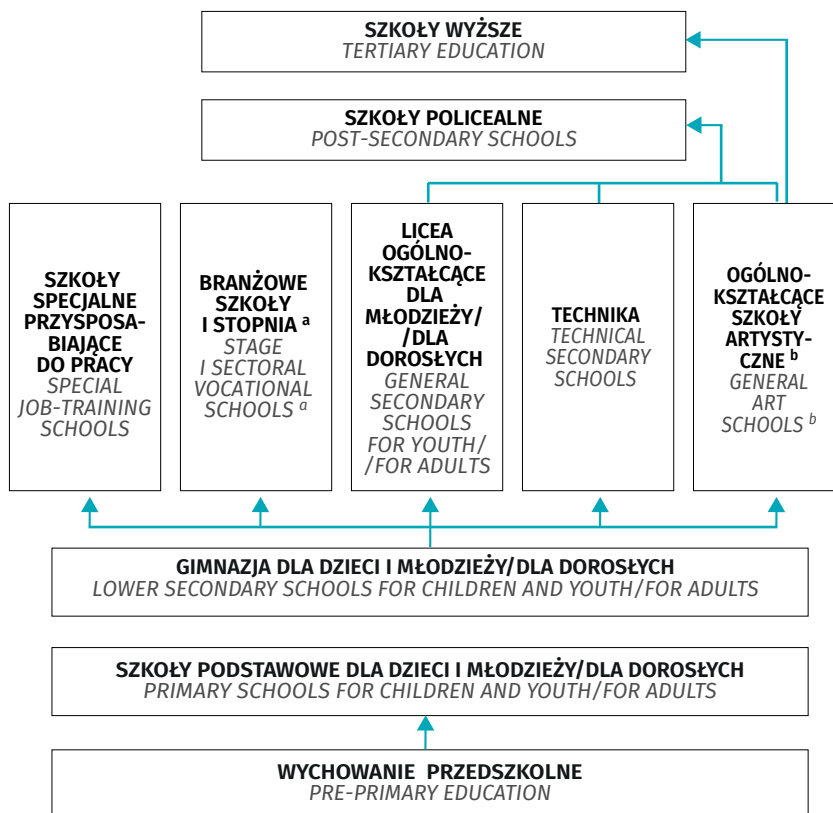 SZKOŁY WYŻSZE
TERTIARY EDUCATION
SZKOŁY POLICEALNE
POST-SECONDARY SCHOOLS
SZKOŁY
SPECJALNE
PRZYSPOSA-
BIAJĄCE
DO PRACY
SPECIAL
JOB-TRAINING
SCHOOLS
BRANŻOWE
SZKOŁY
I STOPNIA a
STAGE
I SECTORAL
VOCATIONAL
SCHOOLS a
LICEA
OGÓLNO-
KSZTAŁCĄCE
DLA
MŁODZIEŻY/
/DLA
DOROSŁYCH
GENERAL
SECONDARY
SCHOOLS
FOR YOUTH/
/FOR ADULTS
TECHNIKA
TECHNICAL
SECONDARY
SCHOOLS
OGÓLNO-
KSZTAŁCĄCE
SZKOŁY
ARTYSTY-
CZNE b
GENERAL
ART
SCHOOLS b
GIMNAZJA DLA DZIECI I MŁODZIEŻY/DLA DOROSŁYCH
LOWER SECONDARY SCHOOLS FOR CHILDREN AND YOUTH/FOR ADULTS
SZKOŁY PODSTAWOWE DLA DZIECI I MŁODZIEŻY/DLA DOROSŁYCH
PRIMARY SCHOOLS FOR CHILDREN AND YOUTH/FOR ADULTS
WYCHOWANIE PRZEDSZKOLNE
PRE-PRIMARY EDUCATION